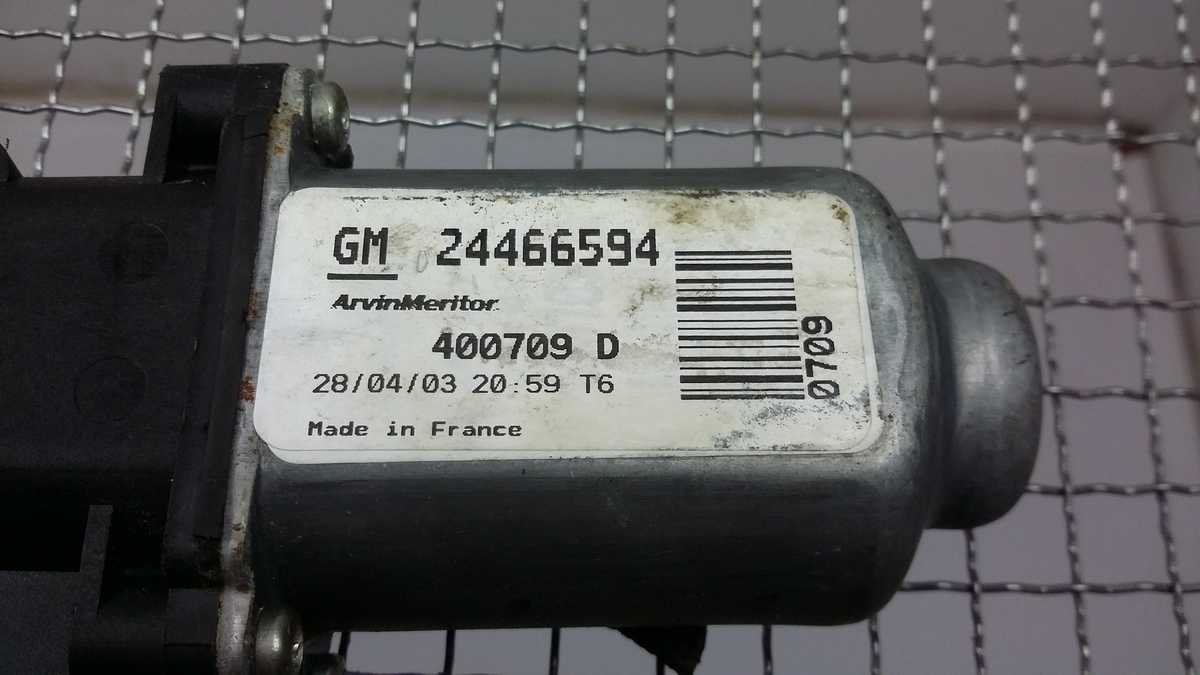 GM 24466594
ArvinMeritor
400709 D
28/04/03 20:59 T6
Made in France
0709